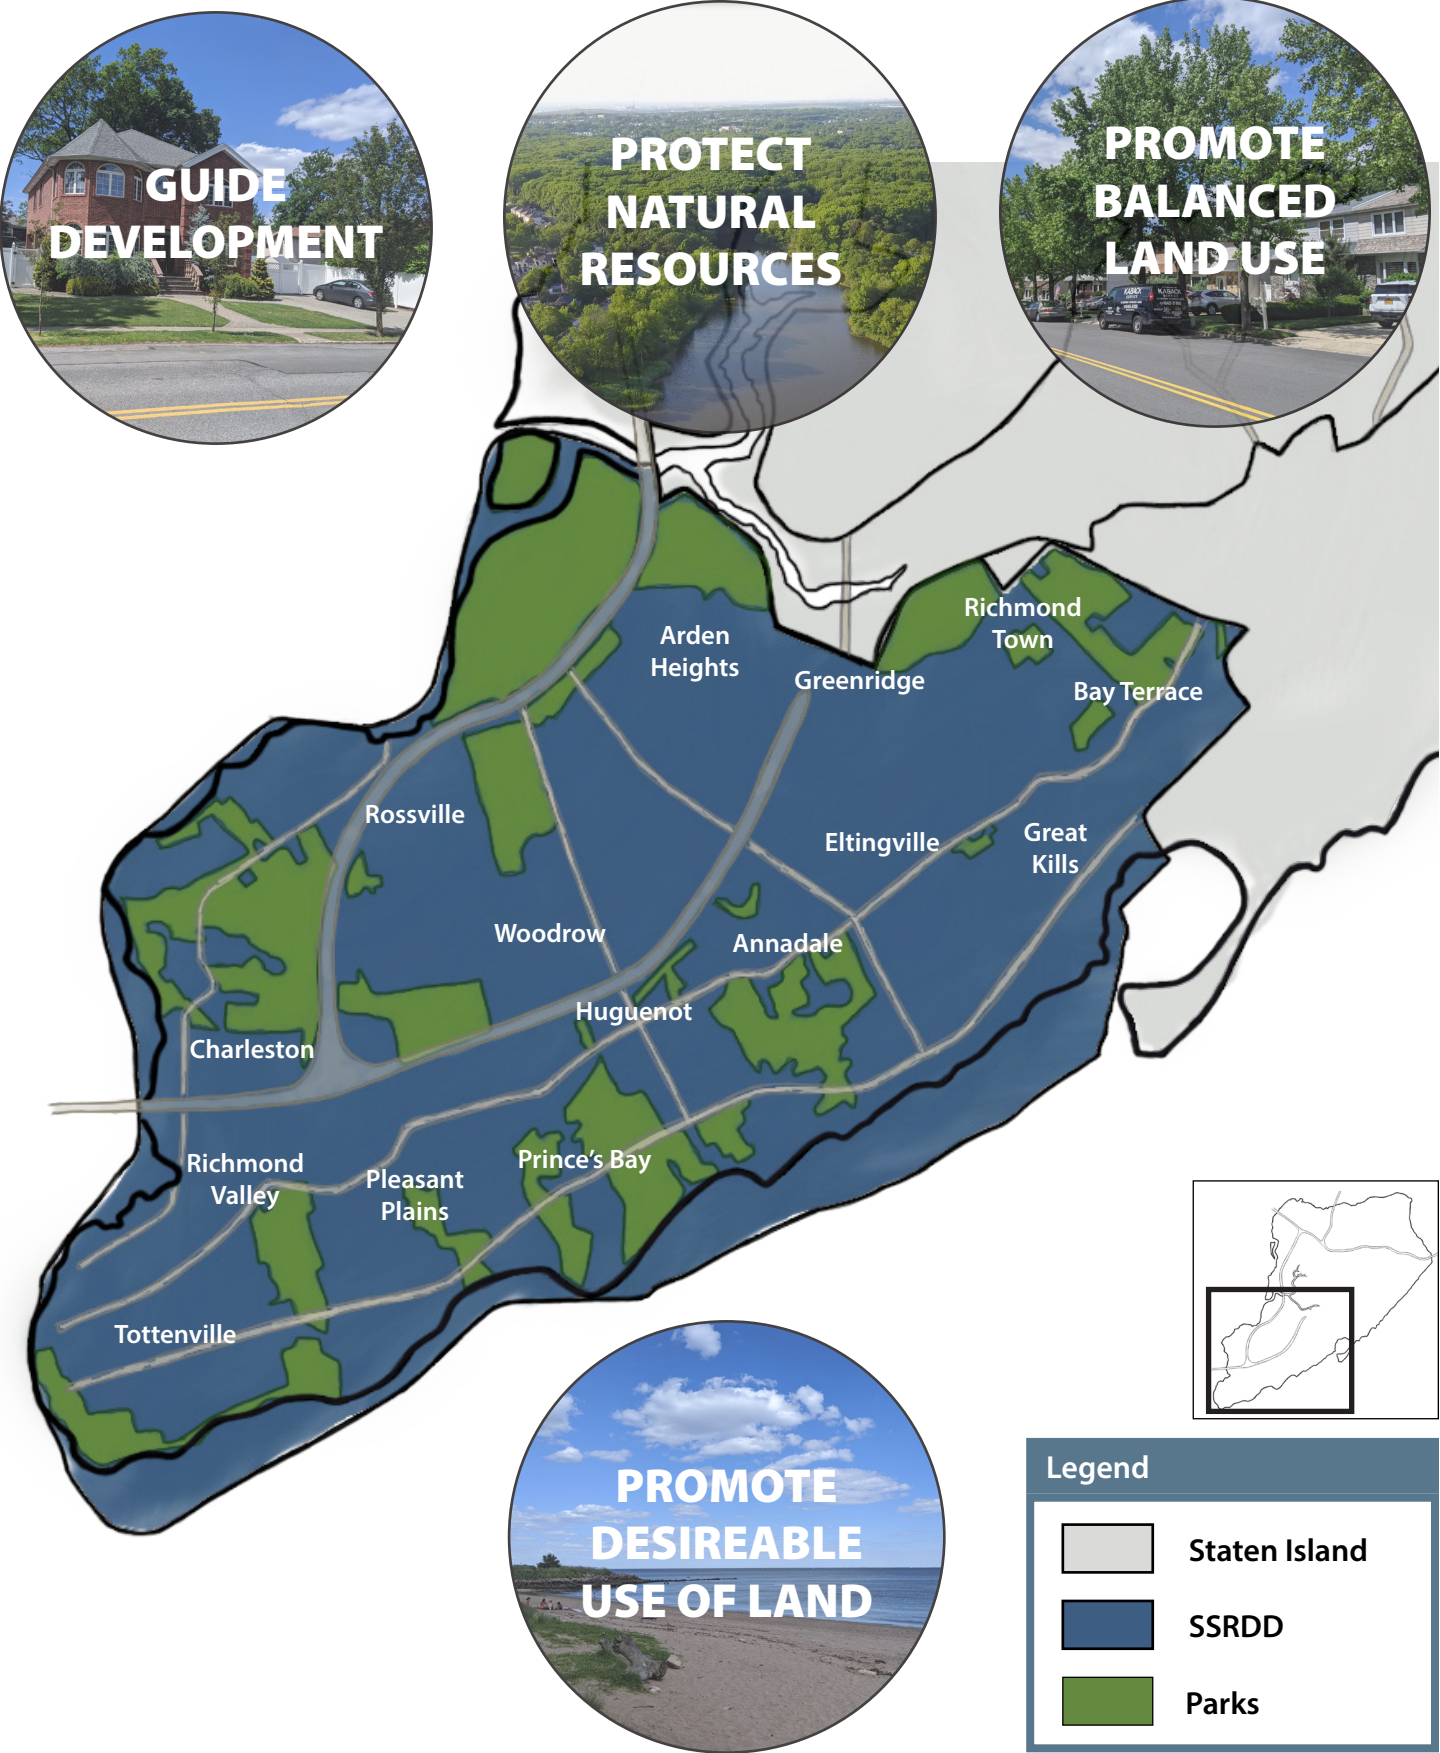 GUIDE
DEVELOPMENT
PROTECT
NATURAL
RESOURCES
PROMOTE
BALANCED
LAND USE
KABACK
KABACK
Arden
Heights
Greenridge
Richmond
Town
Bay Terrace
Rossville
Eltingville
Great
Kills
Woodrow
Annadale
Huguenot
Charleston
Richmond
Valley
Pleasant
Plains
Prince's Bay
Tottenville
PROMOTE
DESIREABLE
USE OF LAND
Legend
Staten Island
SSRDD
Parks